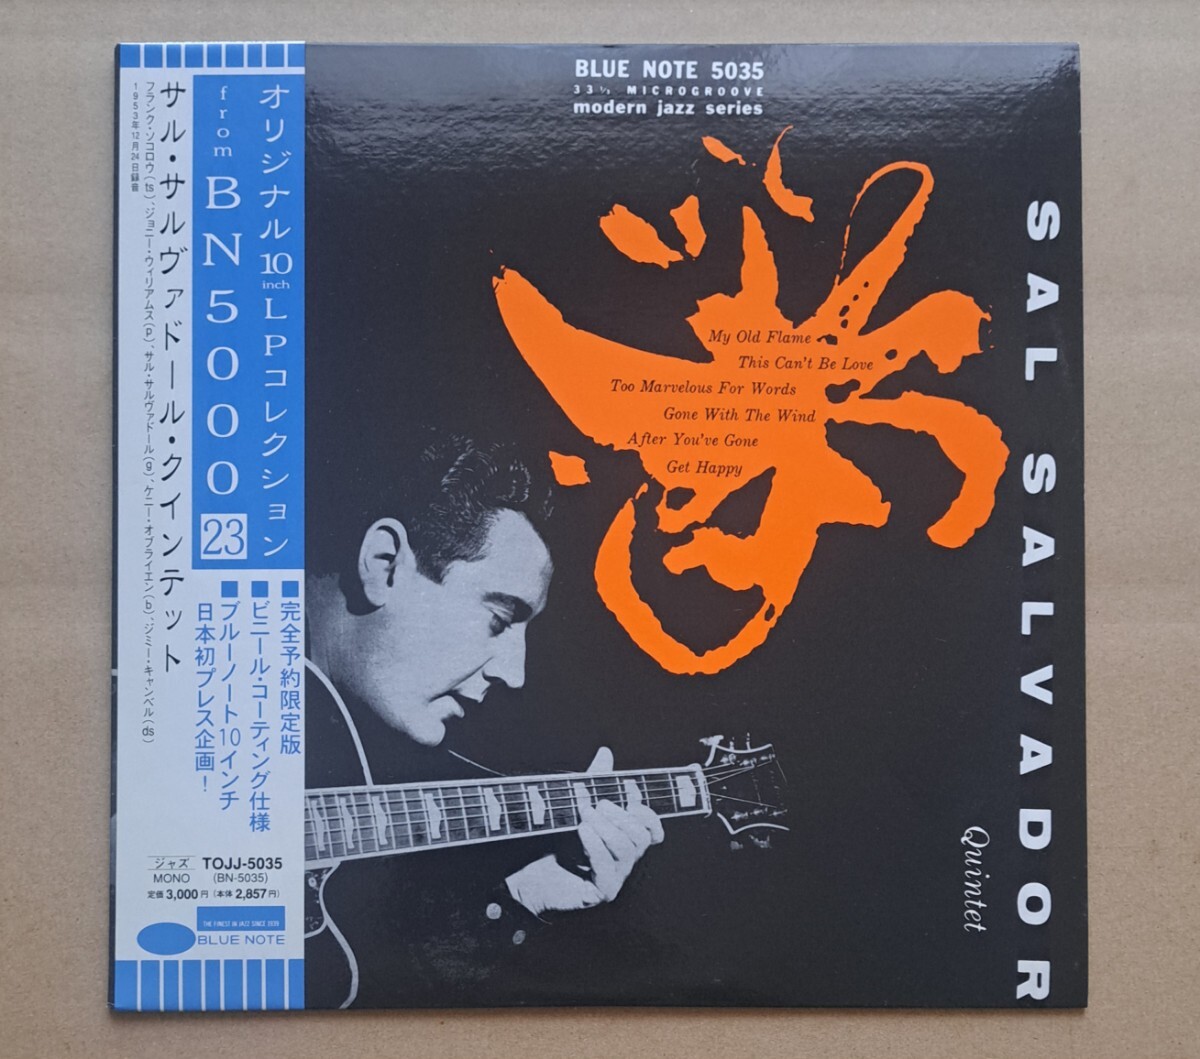 オリジナル10inchLPコレクション
from BN5000 23
サル・サルヴァドール・クインテット
フランク・ソコロウ(ts)、ジョニー・ウィリアムス(p)、サル・サルヴァドール(g)、ケニー・オブライエン(b)、ジミー・キャンベル(ds)
1953年12月24日録音
■完全予約限定版
■ビニール・コーティング仕様
■ブルーノート10インチ
日本初プレス企画!
ジャズ TOJJ-5035
MONO (BN-5035)
定価3,000円(本体2,857円)
THE FINEST IN JAZZ SINCE 1939
BLUE NOTE
BLUE NOTE 5035
33 1/3 MICROGROOVE
modern jazz series
My Old Flame
This Can't Be Love
Too Marvelous For Words
Gone With The Wind
After You've Gone
Get Happy
SAL SALVADOR
Quintet